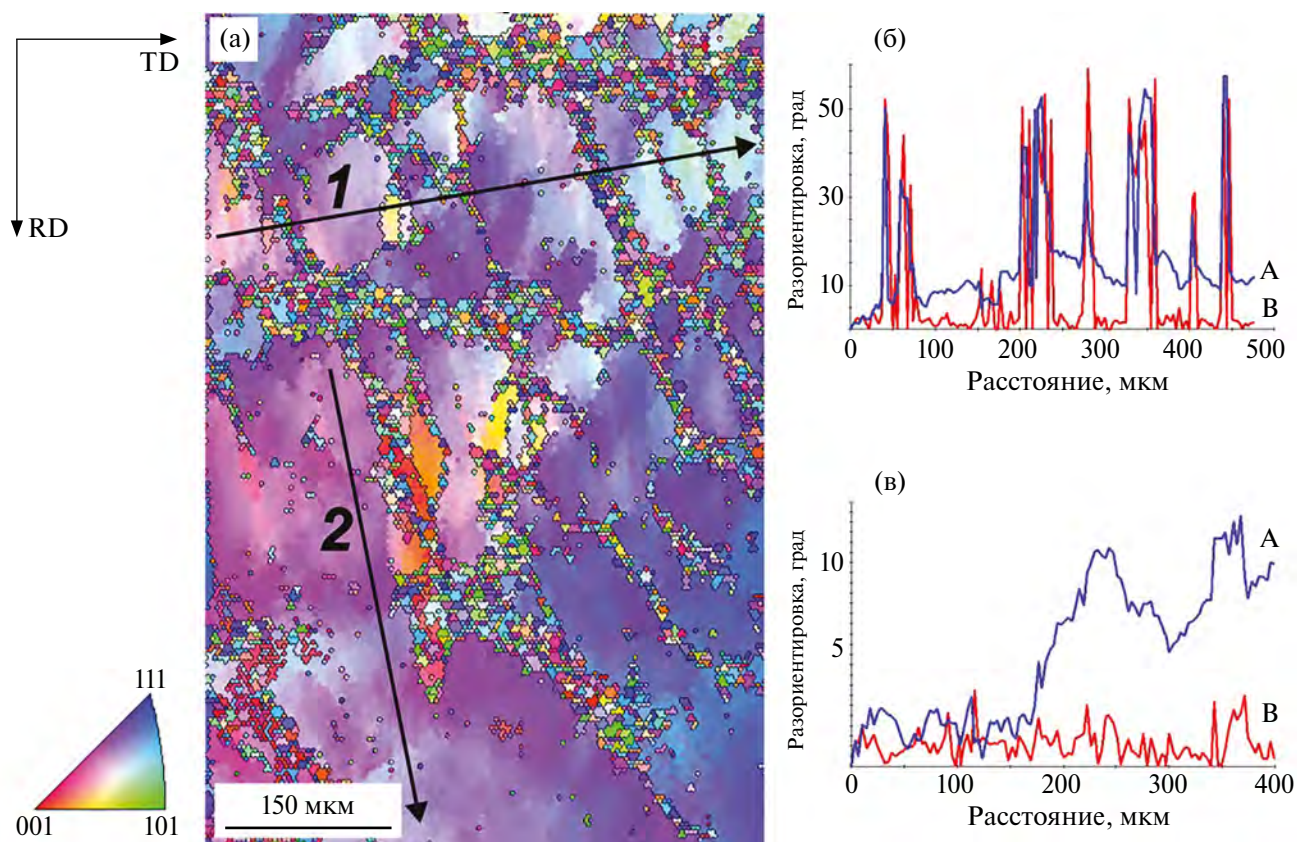 TD
RD
(а)
1
2
150 мкм
111
001
101
(б)
Разориентировка, град
50
30
10
A
B
0
100
200
300
400
500
Расстояние, мкм
(в)
Разориентировка, град
10
5
A
B
0
100
200
300
400
Расстояние, мкм